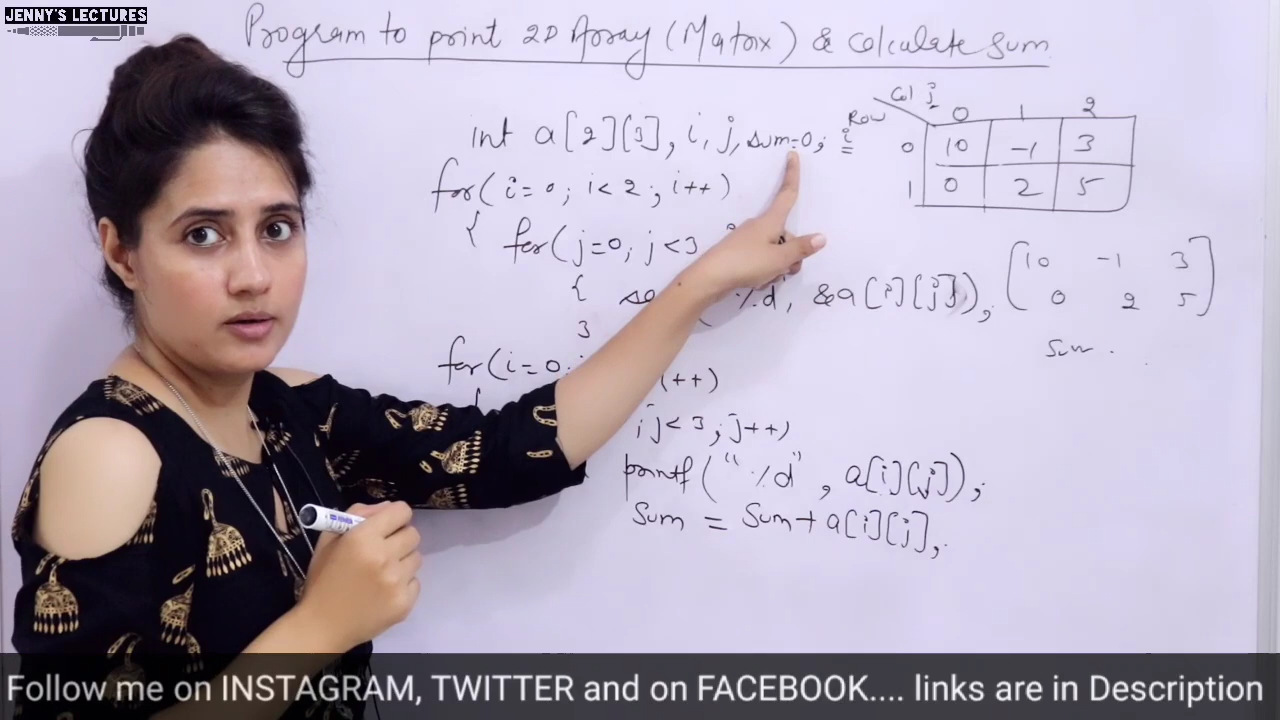 JENNY'S LECTURES
Program to print 2D Array (Matrix) & Calculate Sum
int a[2][3], i, j, sum=0;
for( i=0; i<2; i++)
{ for(j=0; j<3
{ "%d", &a[i][j]);
}
for(i=0; i++)
{
; j<3; j++)
printf("%d", a[i][j]);
Sum = Sum + a[i][j];
Col j
Row i
0 1 2
0 10 -1 3
1 0 2 5
10 -1 3
0 2 5
Sum .
Follow me on INSTAGRAM, TWITTER and on FACEBOOK.... links are in Description